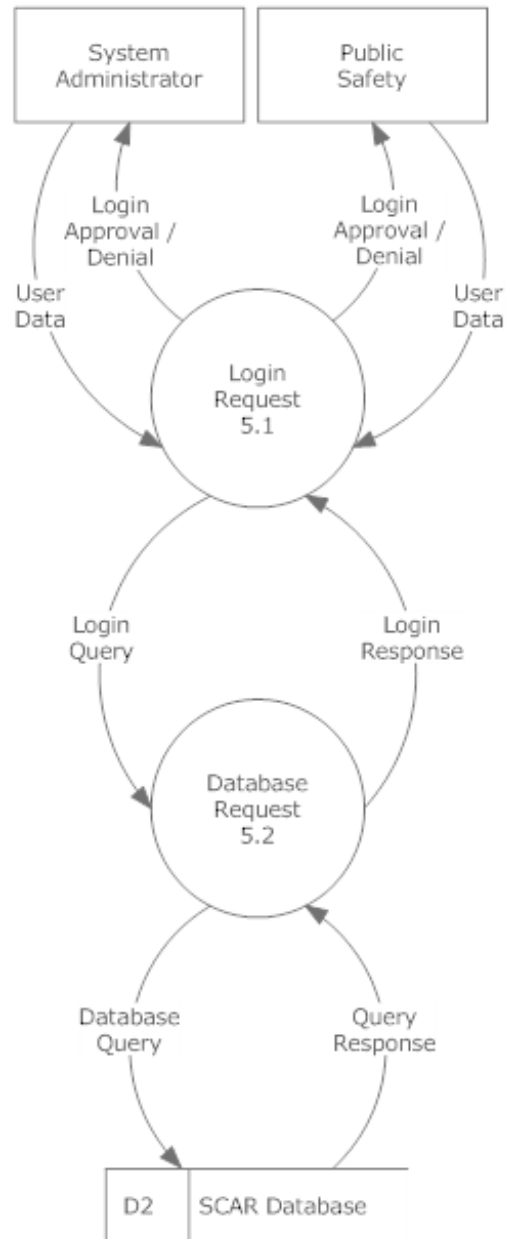 System
Administrator
Public
Safety
Login
Approval /
Denial
Login
Approval /
Denial
User
Data
User
Data
Login
Request
5.1
Login
Query
Login
Response
Database
Request
5.2
Database
Query
Query
Response
D2
SCAR Database